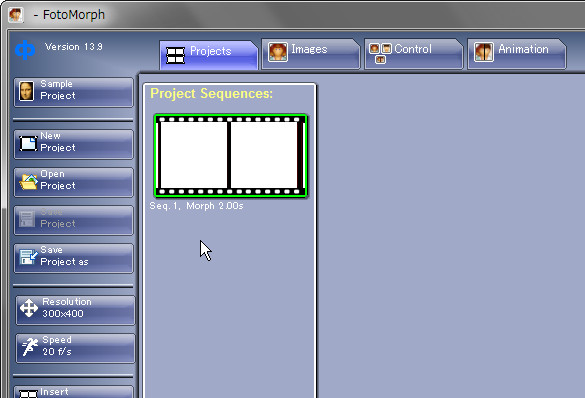 - FotoMorph
Version 13.9
Projects
Images
Control
Animation
Sample
Project
New
Project
Open
Project
Save
Project
Save
Project as
Resolution
300x400
Speed
20 f/s
Insert
Project Sequences:
Seq.1, Morph 2.00s